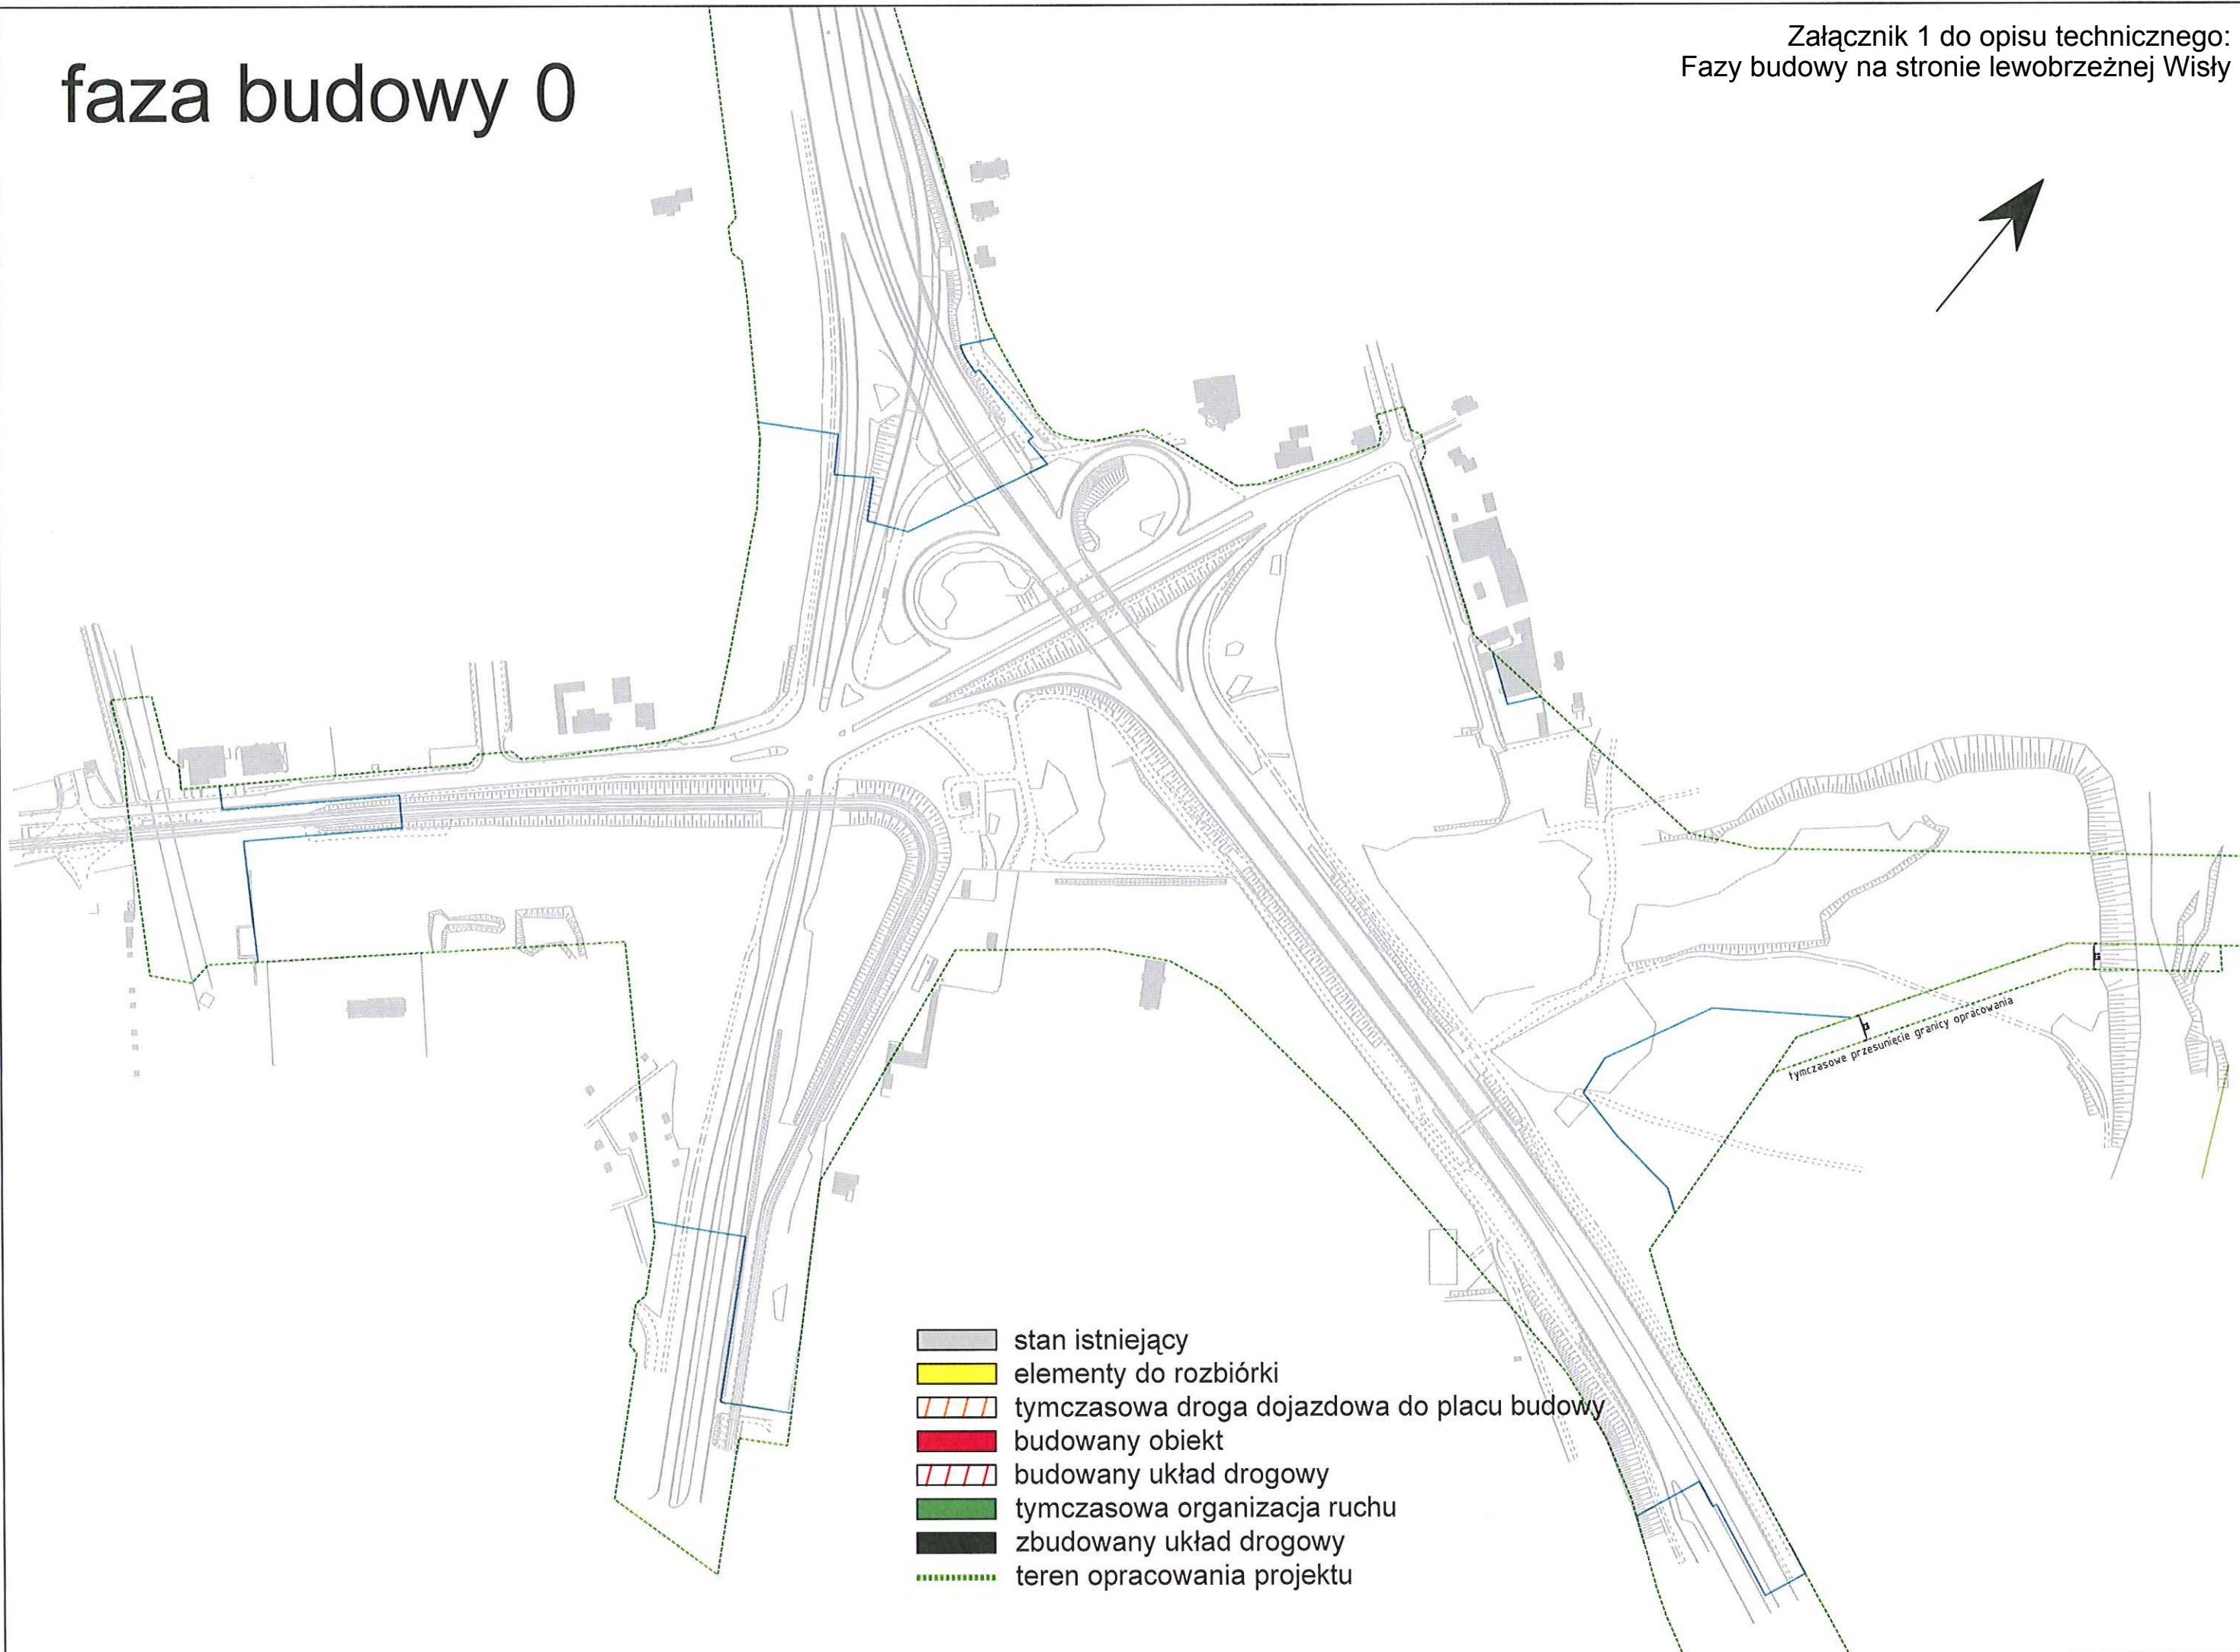 Załącznik 1 do opisu technicznego:
Fazy budowy na stronie lewobrzeżnej Wisły
faza budowy 0
tymczasowe przesunięcie granicy opracowania
stan istniejący
elementy do rozbiórki
tymczasowa droga dojazdowa do placu budowy
budowany obiekt
budowany układ drogowy
tymczasowa organizacja ruchu
zbudowany układ drogowy
teren opracowania projektu